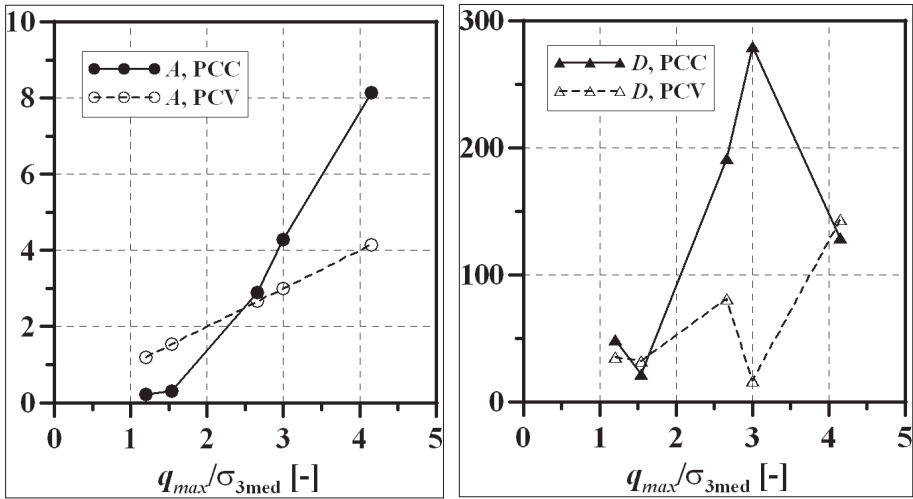 10
8
6
4
2
0
A, PCC
A, PCV
0 1 2 3 4 5
qmax/σ3med [-]
300
200
100
0
D, PCC
D, PCV
0 1 2 3 4 5
qmax/σ3med [-]